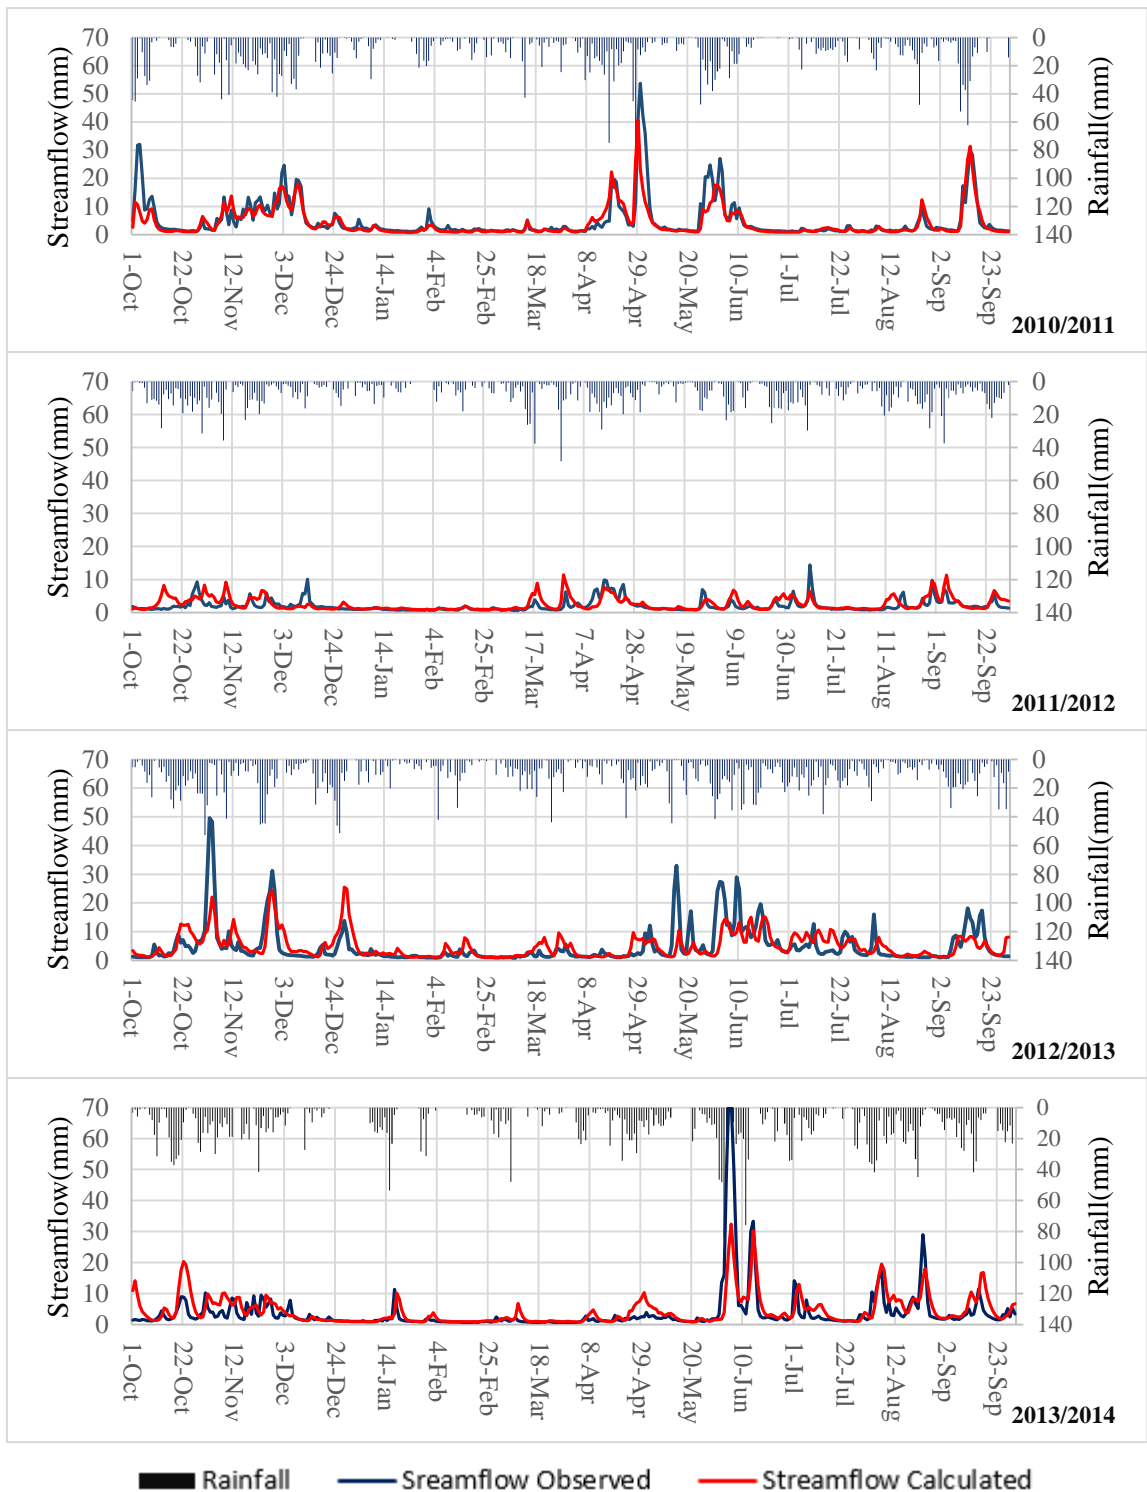 70 60 50 40 30 20 10 0
Streamflow(mm)
0 20 40 60 80 100 120 140
Rainfall(mm)
1-Oct 22-Oct 12-Nov 3-Dec 24-Dec 14-Jan 4-Feb 25-Feb 18-Mar 8-Apr 29-Apr 20-May 10-Jun 1-Jul 22-Jul 12-Aug 2-Sep 23-Sep
2010/2011
70 60 50 40 30 20 10 0
Streamflow(mm)
0 20 40 60 80 100 120 140
Rainfall(mm)
1-Oct 22-Oct 12-Nov 3-Dec 24-Dec 14-Jan 4-Feb 25-Feb 17-Mar 7-Apr 28-Apr 19-May 9-Jun 30-Jun 21-Jul 11-Aug 1-Sep 22-Sep
2011/2012
70 60 50 40 30 20 10 0
Streamflow(mm)
0 20 40 60 80 100 120 140
Rainfall(mm)
1-Oct 22-Oct 12-Nov 3-Dec 24-Dec 14-Jan 4-Feb 25-Feb 18-Mar 8-Apr 29-Apr 20-May 10-Jun 1-Jul 22-Jul 12-Aug 2-Sep 23-Sep
2012/2013
70 60 50 40 30 20 10 0
Streamflow(mm)
0 20 40 60 80 100 120 140
Rainfall(mm)
1-Oct 22-Oct 12-Nov 3-Dec 24-Dec 14-Jan 4-Feb 25-Feb 18-Mar 8-Apr 29-Apr 20-May 10-Jun 1-Jul 22-Jul 12-Aug 2-Sep 23-Sep
2013/2014
Rainfall Sreamflow Observed Streamflow Calculated